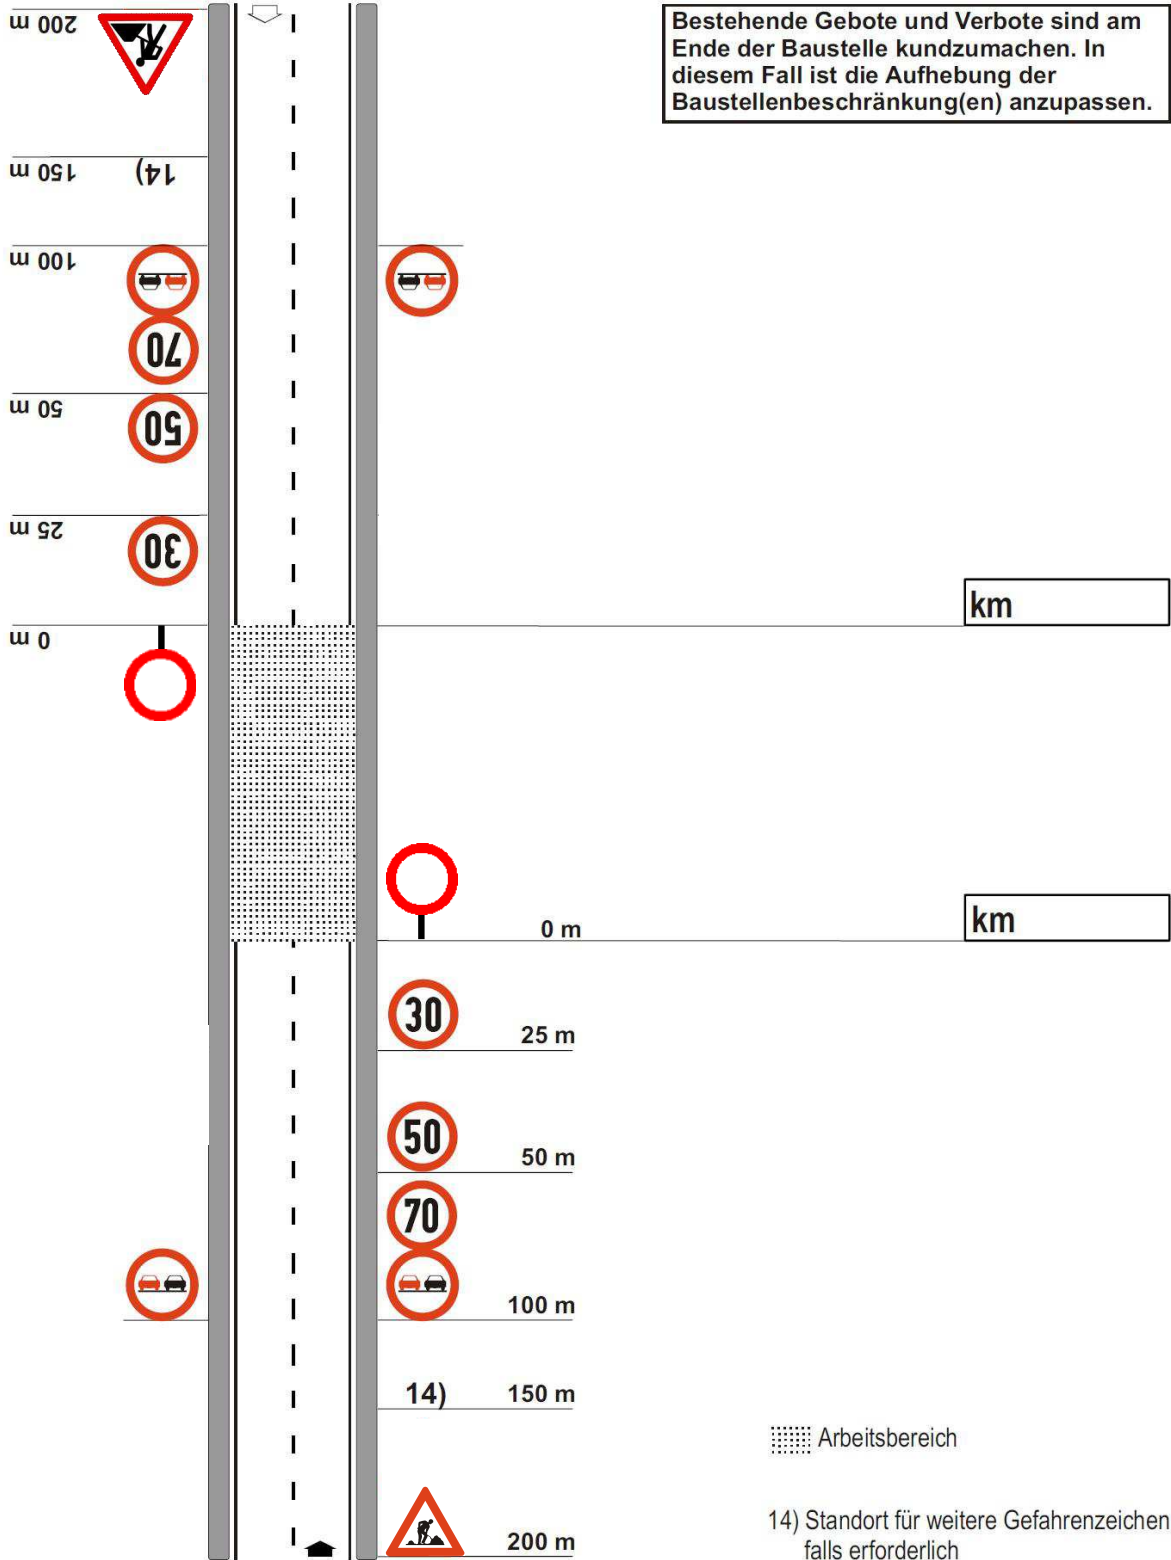 200 m
Bestehende Gebote und Verbote sind am
Ende der Baustelle kundzumachen. In
diesem Fall ist die Aufhebung der
Baustellenbeschränkung(en) anzupassen.
150 m 14)
100 m
70
50 m
50
25 m
30
km
0 m
0 m
km
30
25 m
50
50 m
70
100 m
14) 150 m
Arbeitsbereich
14) Standort für weitere Gefahrenzeichen
falls erforderlich
200 m